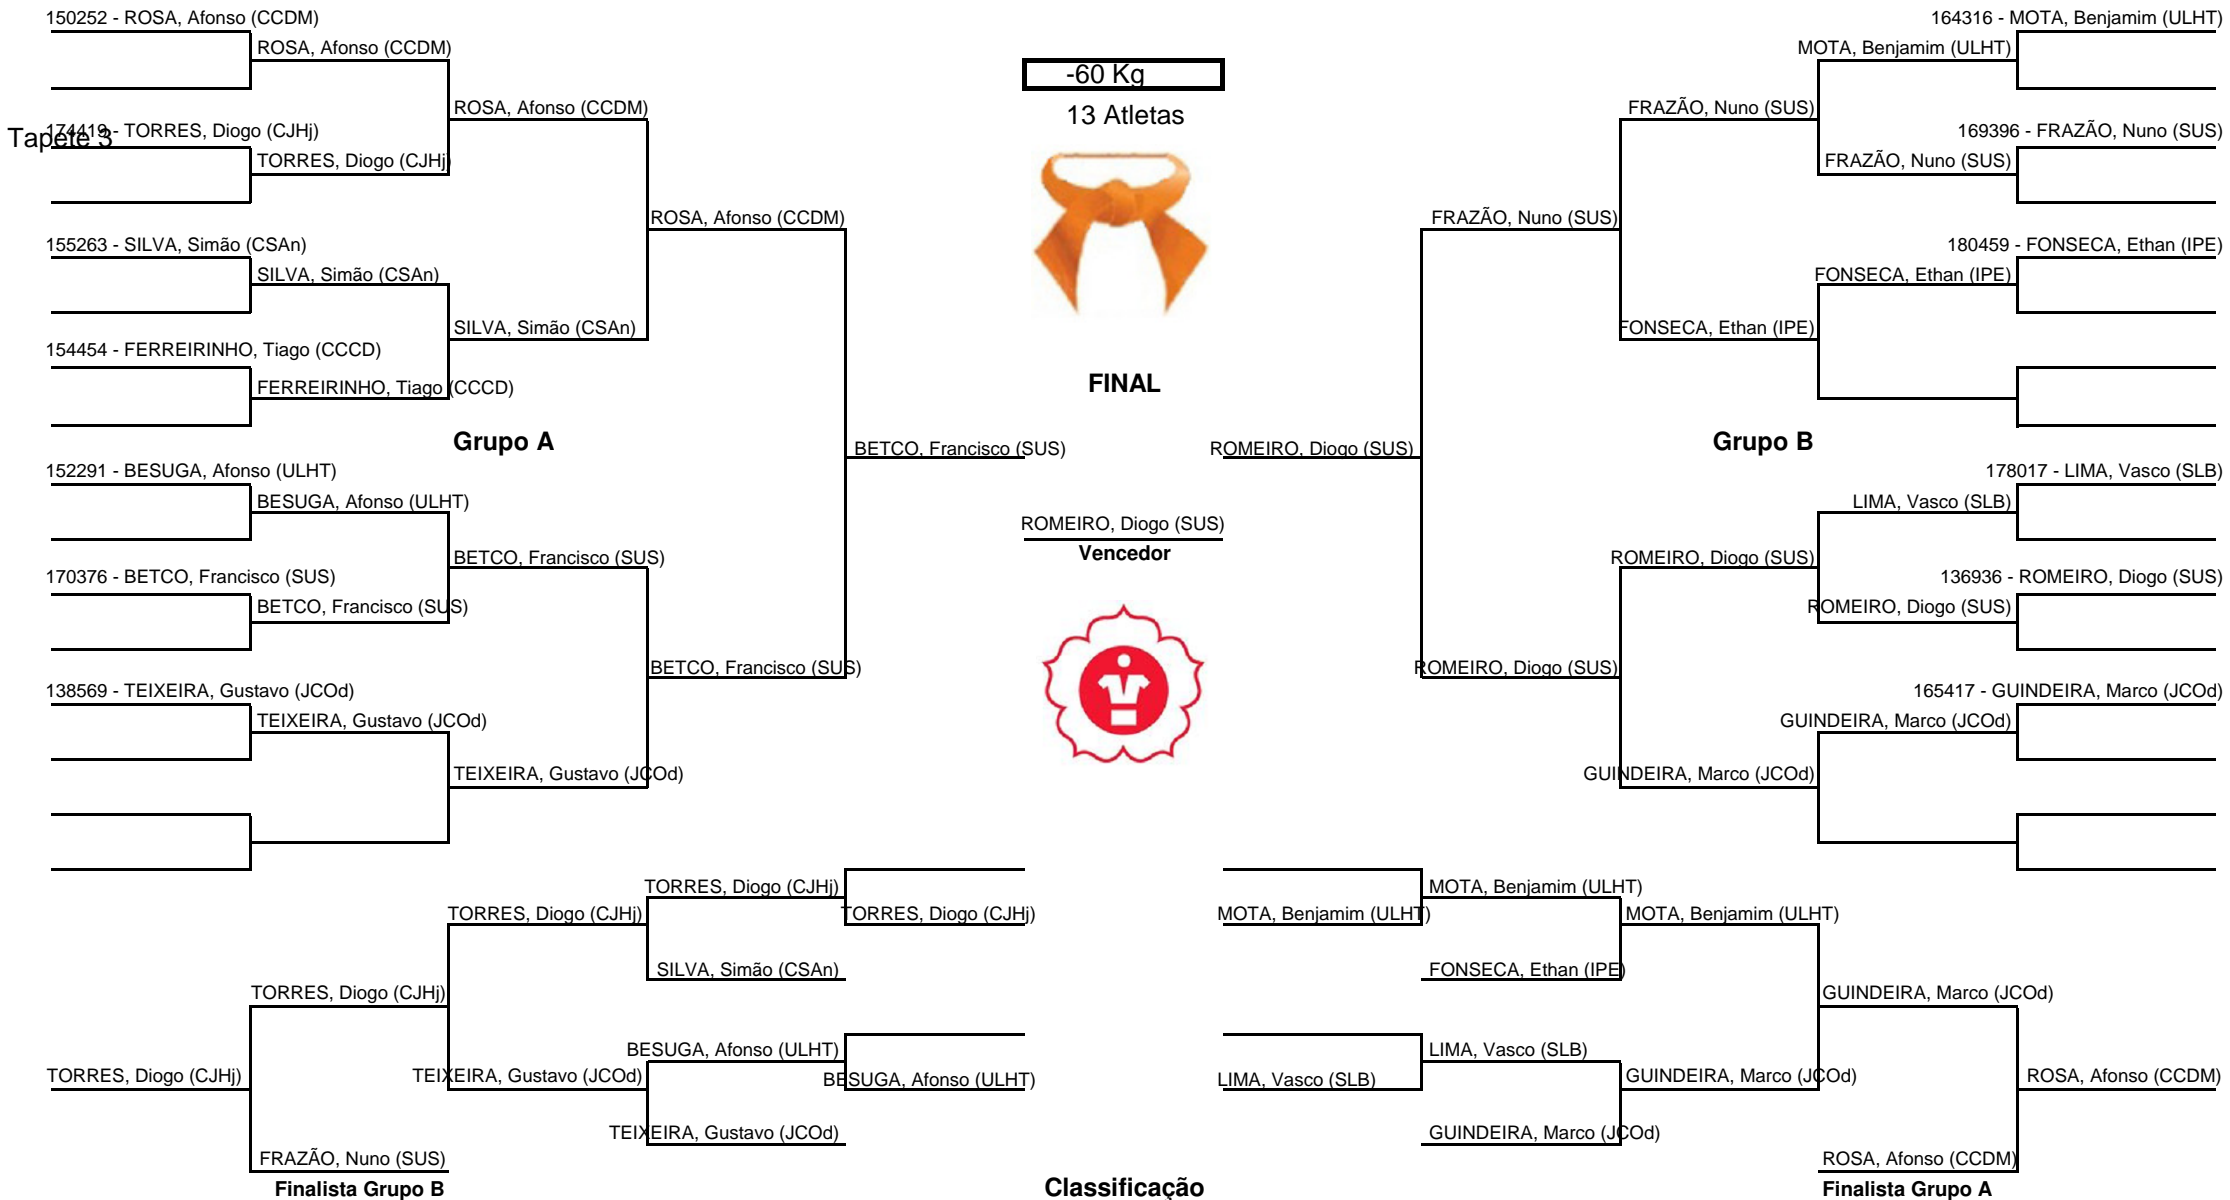 150252 - ROSA, Afonso (CCDM)
ROSA, Afonso (CCDM)
ROSA, Afonso (CCDM)
Tapete 3
174419 - TORRES, Diogo (CJHj)
TORRES, Diogo (CJHj)
ROSA, Afonso (CCDM)
155263 - SILVA, Simão (CSAn)
SILVA, Simão (CSAn)
SILVA, Simão (CSAn)
154454 - FERREIRINHO, Tiago (CCCD)
FERREIRINHO, Tiago (CCCD)
Grupo A
BETCO, Francisco (SUS)
152291 - BESUGA, Afonso (ULHT)
BESUGA, Afonso (ULHT)
BETCO, Francisco (SUS)
170376 - BETCO, Francisco (SUS)
BETCO, Francisco (SUS)
BETCO, Francisco (SUS)
138569 - TEIXEIRA, Gustavo (JCOd)
TEIXEIRA, Gustavo (JCOd)
TEIXEIRA, Gustavo (JCOd)
-60 Kg
13 Atletas
FINAL
ROMEIRO, Diogo (SUS)
Vencedor
164316 - MOTA, Benjamim (ULHT)
MOTA, Benjamim (ULHT)
FRAZÃO, Nuno (SUS)
169396 - FRAZÃO, Nuno (SUS)
FRAZÃO, Nuno (SUS)
FRAZÃO, Nuno (SUS)
180459 - FONSECA, Ethan (IPE)
FONSECA, Ethan (IPE)
FONSECA, Ethan (IPE)
Grupo B
ROMEIRO, Diogo (SUS)
178017 - LIMA, Vasco (SLB)
LIMA, Vasco (SLB)
ROMEIRO, Diogo (SUS)
136936 - ROMEIRO, Diogo (SUS)
ROMEIRO, Diogo (SUS)
ROMEIRO, Diogo (SUS)
165417 - GUINDEIRA, Marco (JCOd)
GUINDEIRA, Marco (JCOd)
GUINDEIRA, Marco (JCOd)
TORRES, Diogo (CJHj)
TORRES, Diogo (CJHj)
TORRES, Diogo (CJHj)
SILVA, Simão (CSAn)
TORRES, Diogo (CJHj)
BESUGA, Afonso (ULHT)
TORRES, Diogo (CJHj)
TEIXEIRA, Gustavo (JCOd)
BESUGA, Afonso (ULHT)
TEIXEIRA, Gustavo (JCOd)
FRAZÃO, Nuno (SUS)
Finalista Grupo B
MOTA, Benjamim (ULHT)
MOTA, Benjamim (ULHT)
MOTA, Benjamim (ULHT)
FONSECA, Ethan (IPE)
GUINDEIRA, Marco (JCOd)
LIMA, Vasco (SLB)
LIMA, Vasco (SLB)
GUINDEIRA, Marco (JCOd)
ROSA, Afonso (CCDM)
GUINDEIRA, Marco (JCOd)
ROSA, Afonso (CCDM)
Classificação
Finalista Grupo A